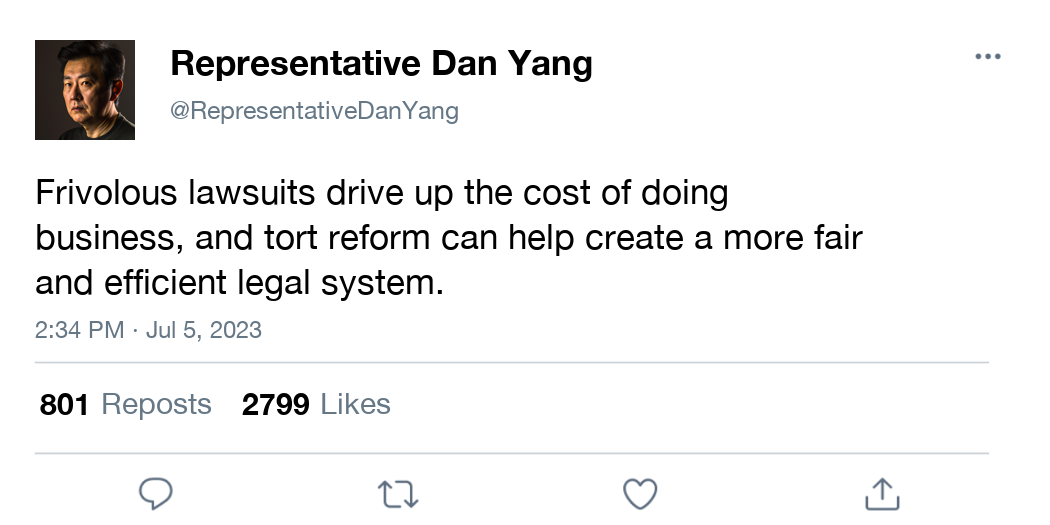 Representative Dan Yang
@RepresentativeDanYang
Frivolous lawsuits drive up the cost of doing
business, and tort reform can help create a more fair
and efficient legal system.
2:34 PM · Jul 5, 2023
801 Reposts 2799 Likes